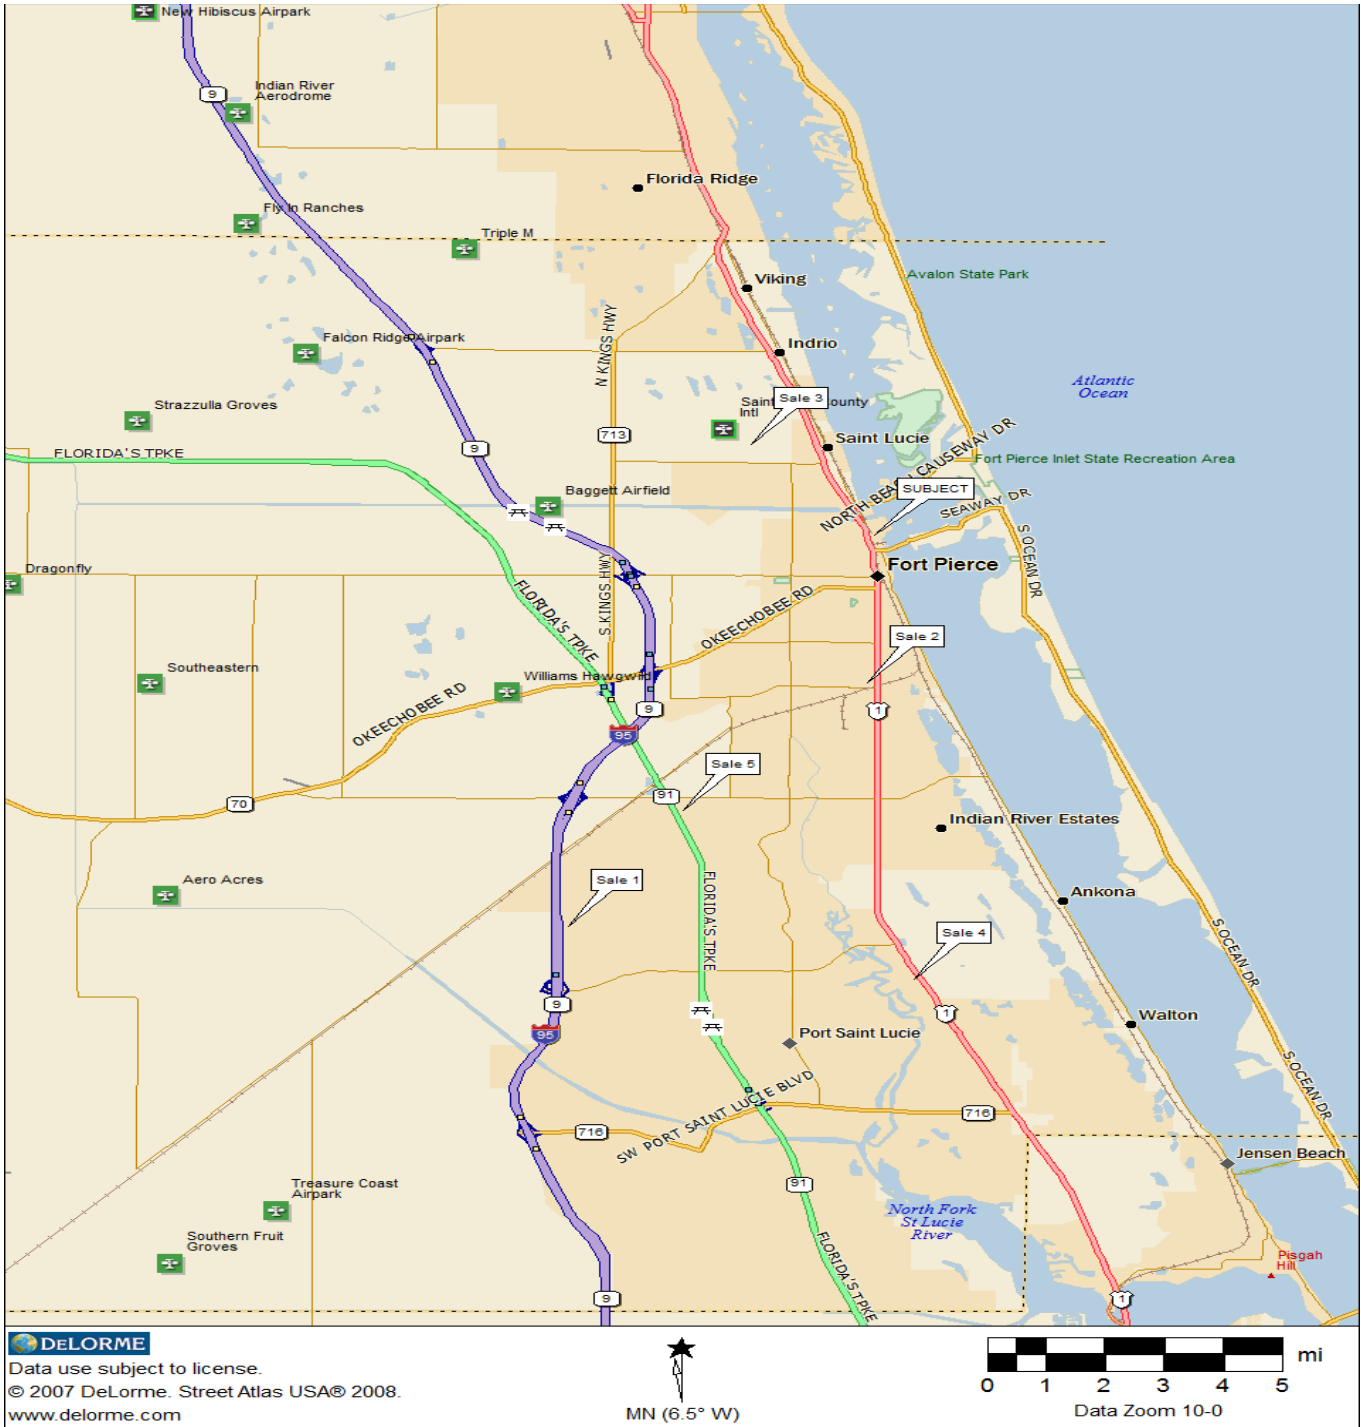 New Hibiscus Airpark
9
Indian River
Aerodrome
Florida Ridge
Fly In Ranches
Triple M
Avalon State Park
Viking
N KINGS HWY
Falcon Ridge Airpark
Indrio
Atlantic
Ocean
Strazzulla Groves
Saint
ounty
Intl
Sale 3
713
Saint Lucie
9
FLORIDA'S TPKE
NORTH BEACH CAUSEWAY DR
Fort Pierce Inlet State Recreation Area
Baggett Airfield
SUBJECT
SEAWAY DR
S OCEAN DR
Dragonfly
Fort Pierce
S KINGS HWY
FLORIDA'S TPKE
OKEECHOBEE RD
Sale 2
Southeastern
Williams Hawgwild
OKEECHOBEE RD
9
1
95
Sale 5
91
70
Indian River Estates
Sale 1
Aero Acres
FLORIDA'S TPKE
Ankona
Sale 4
S OCEAN DR
9
1
Walton
95
Port Saint Lucie
S OCEAN DR
SW PORT SAINT LUCIE BLVD
716
716
Jensen Beach
Treasure Coast
Airpark
91
North Fork
St Lucie
River
Southern Fruit
Groves
FLORIDA'S TPKE
Pisgah
Hill
9
1
DELORME
Data use subject to license.
© 2007 DeLorme. Street Atlas USA® 2008.
www.delorme.com
MN (6.5° W)
mi
0 1 2 3 4 5
Data Zoom 10-0